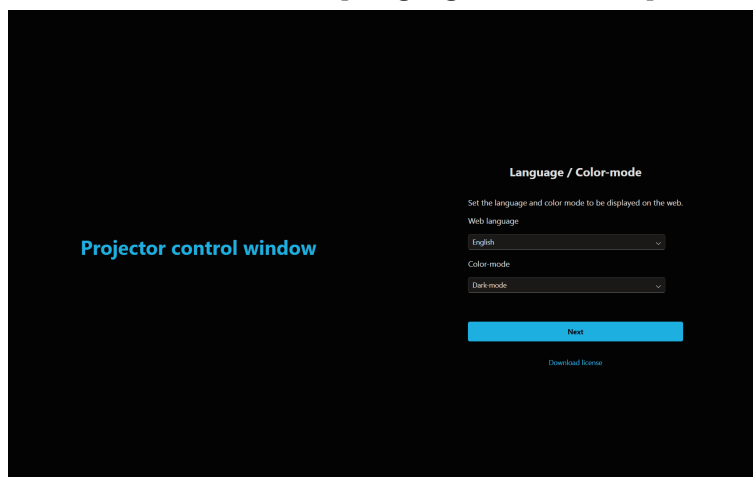 Projector control window
Language / Color-mode
Set the language and color mode to be displayed on the web.
Web language
English
Color-mode
Dark-mode
Next
Download license